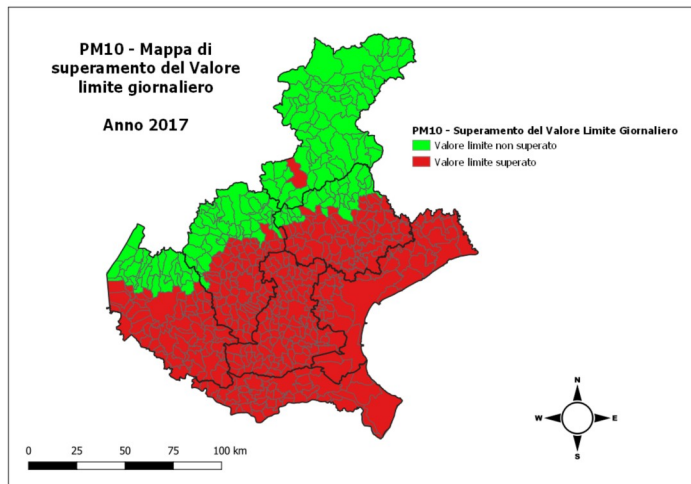 PM10 - Mappa di
superamento del Valore
limite giornaliero
Anno 2017
PM10 - Superamento del Valore Limite Giornaliero
Valore limite non superato
Valore limite superato
N
W
E
S
0 25 50 75 100 km